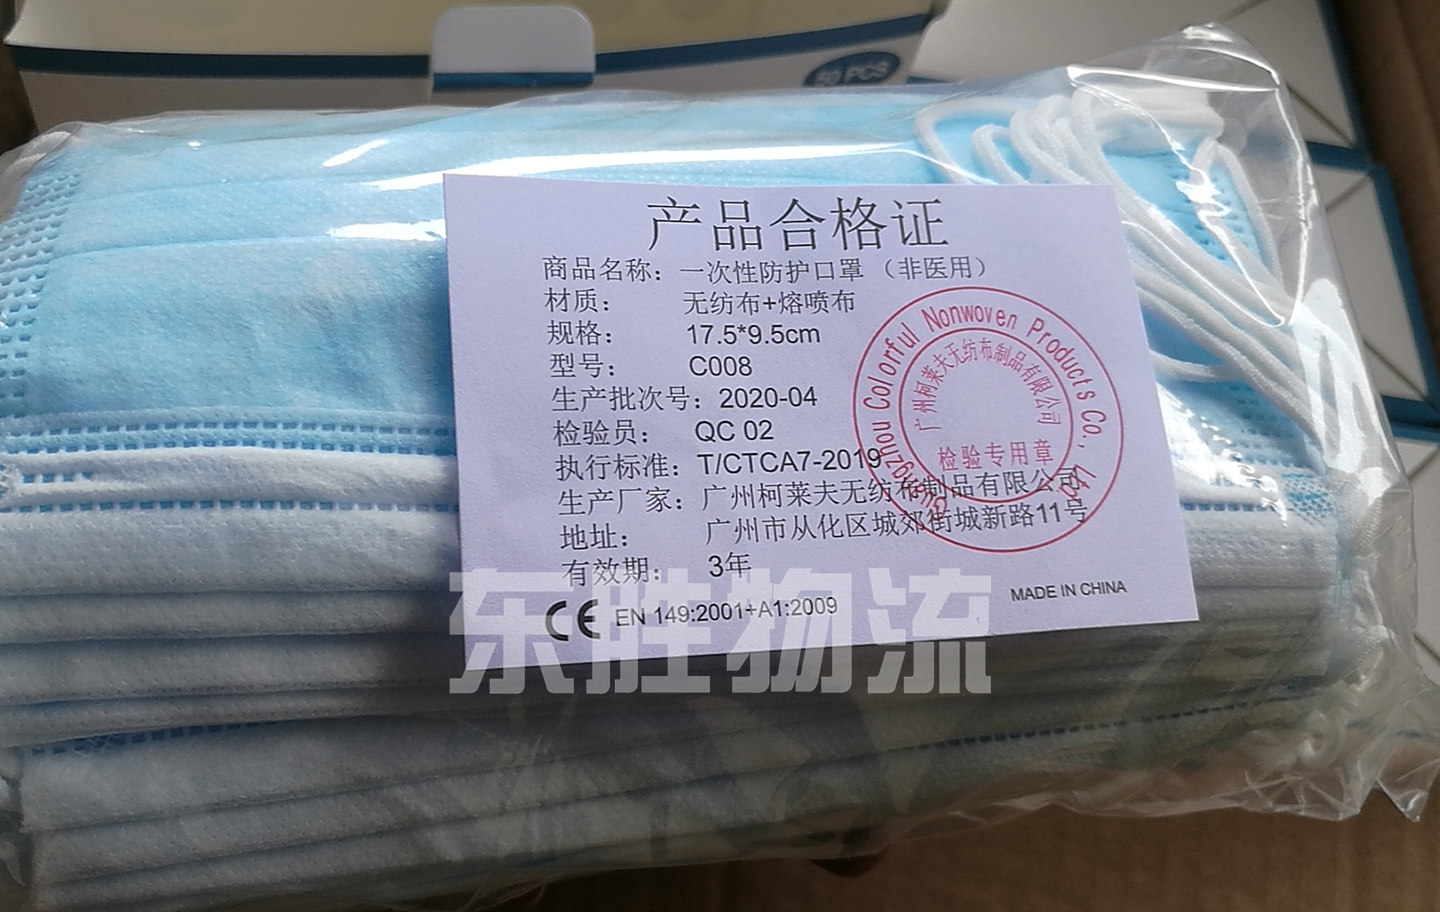 50 PCS
产品合格证
商品名称：一次性防护口罩（非医用）
材质：无纺布+熔喷布
规格：17.5*9.5cm
型号：C008
生产批次号：2020-04
检验员：QC 02
执行标准：T/CTCA7-2019
生产厂家：广州柯莱夫无纺布制品有限公司
地址：广州市从化区城郊街城新路11号
有效期：3年
CE EN 149:2001+A1:2009
MADE IN CHINA
Guangzhou Colorful Nonwoven Products Co., Ltd
广州柯莱夫无纺布制品有限公司
检验专用章
东胜物流